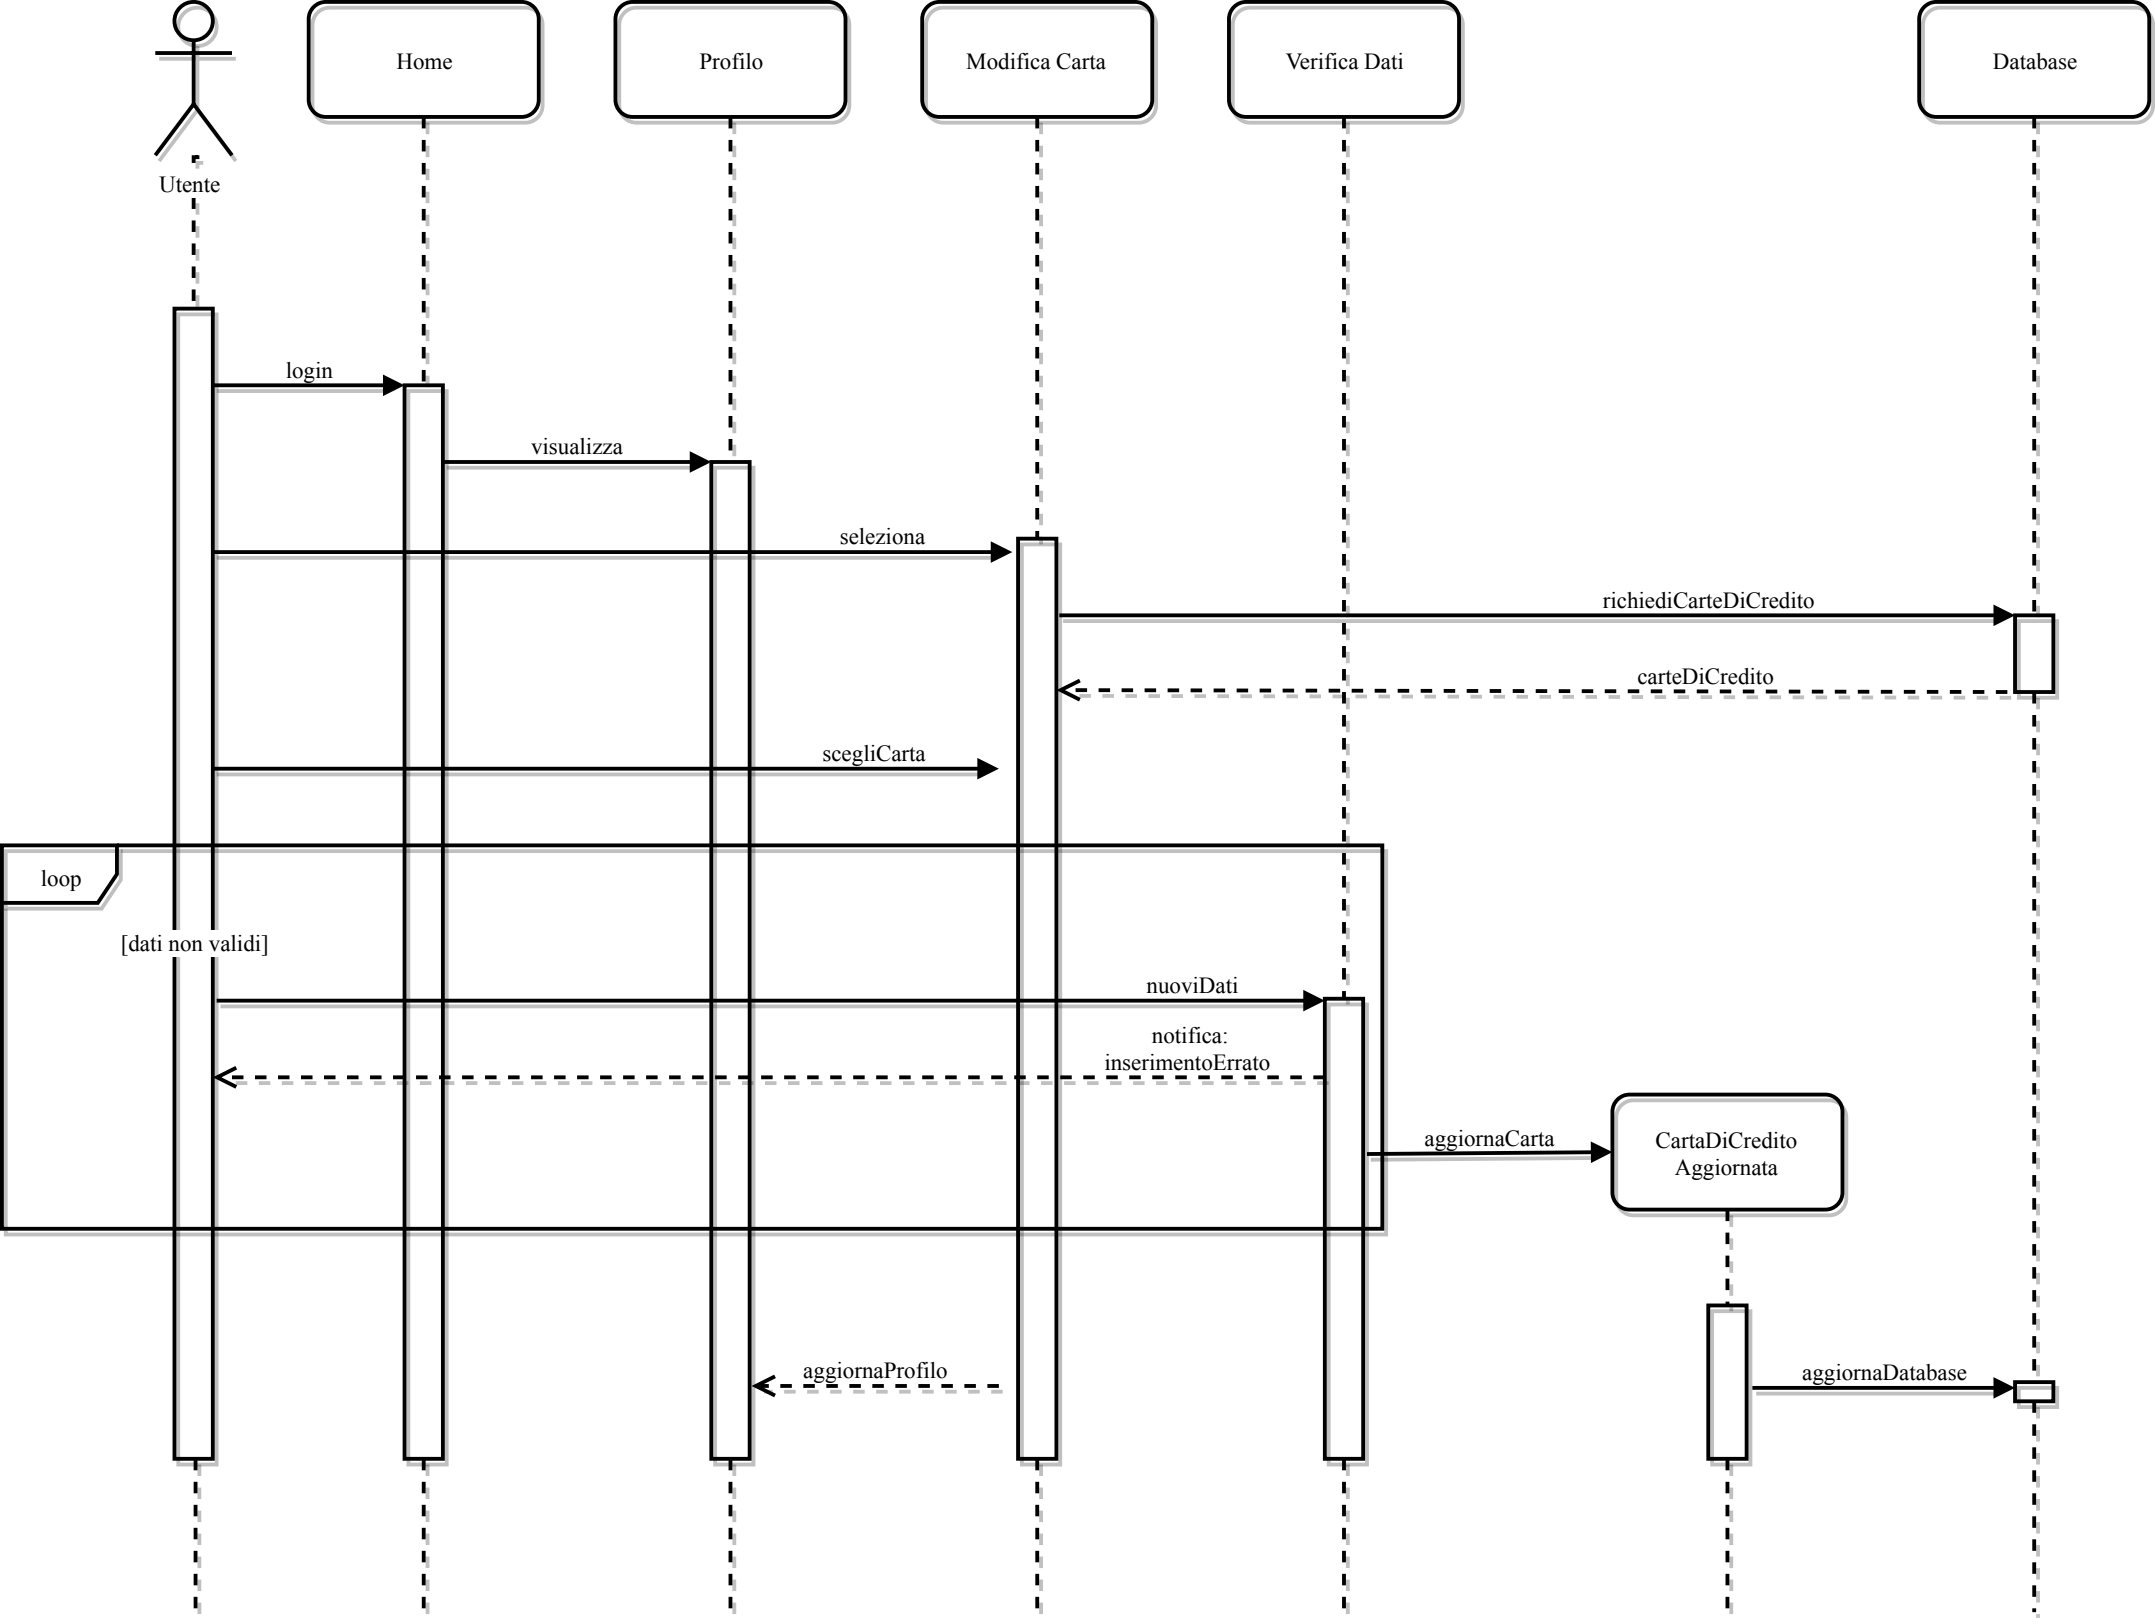 Home
Profilo
Modifica Carta
Verifica Dati
Database
Utente
login
visualizza
seleziona
richiediCarteDiCredito
carteDiCredito
scegliCarta
loop
[dati non validi]
nuoviDati
notifica:
inserimentoErrato
aggiornaCarta
CartaDiCredito
Aggiornata
aggiornaProfilo
aggiornaDatabase